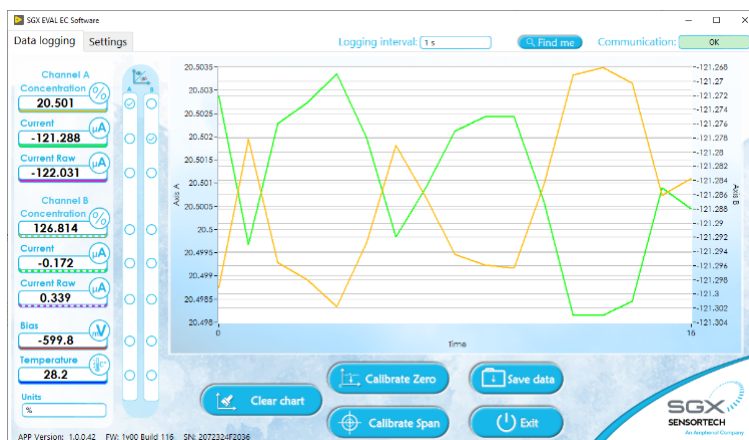 SGX EVAL EC Software
Data logging Settings
Logging interval: 1 s Find me Communication: OK
Channel A
Concentration %
20.501
Current µA
-121.288
Current Raw µA
-122.031
Channel B
Concentration %
126.814
Current µA
-0.172
Current Raw µA
0.339
Bias mV
-599.8
Temperature
28.2
Units
%
A B
20.5035
20.503
20.5025
20.502
20.5015
20.501
20.5005
20.5
20.4995
20.499
20.4985
20.498
Axis A
0 16
time
-121.268
-121.27
-121.272
-121.274
-121.276
-121.278
-121.28
-121.282
-121.284
-121.286
-121.288
-121.29
-121.292
-121.294
-121.296
-121.298
-121.3
-121.302
-121.304
Axis B
Clear chart
Calibrate Zero
Calibrate Span
Save data
Exit
SGX
SENSORTECH
An Amphenol Company
APP Version: 1.0.0.42 FW: 1v00 Build 116 SN: 2072324F2036